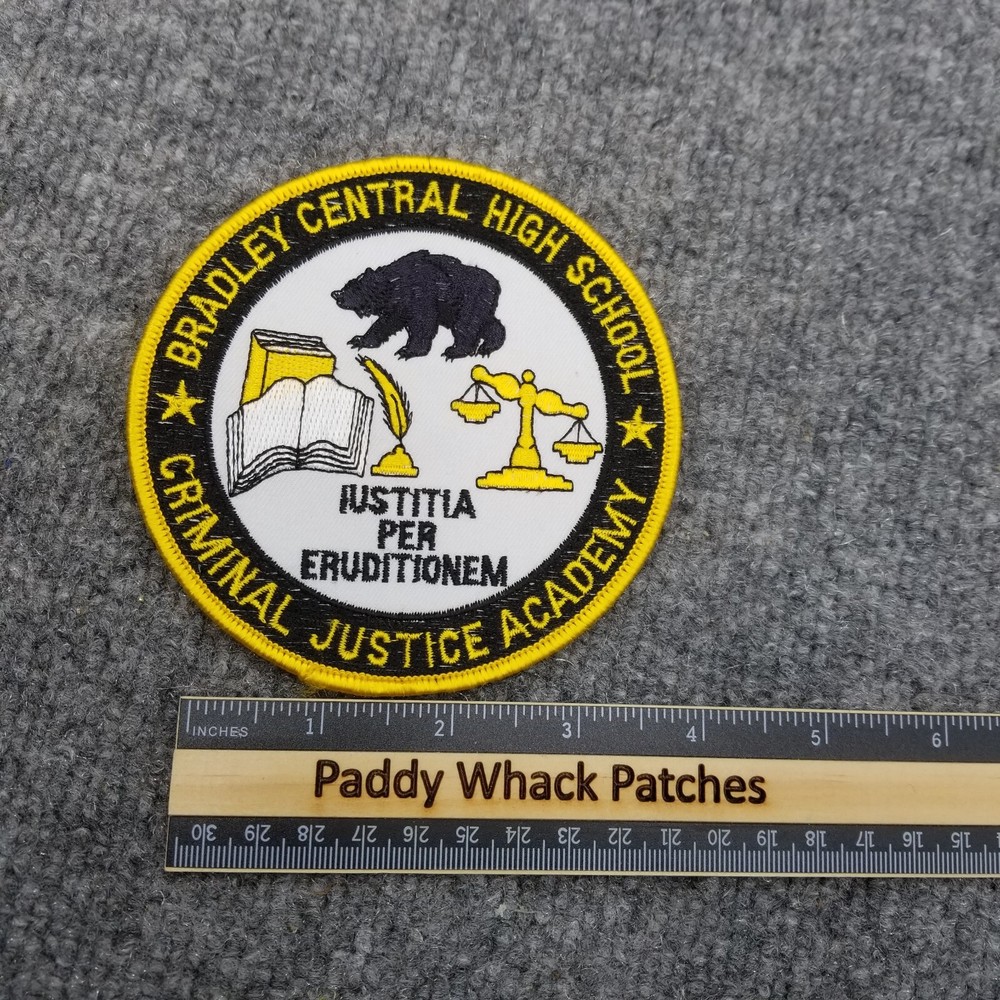 BRADLEY CENTRAL HIGH SCHOOL
IUSTITIA
PER
ERUDITIONEM
CRIMINAL JUSTICE ACADEMY
INCHES 1 2 3 4 5 6
Paddy Whack Patches
30 29 28 27 26 25 24 23 22 21 20 19 18 17 16 15